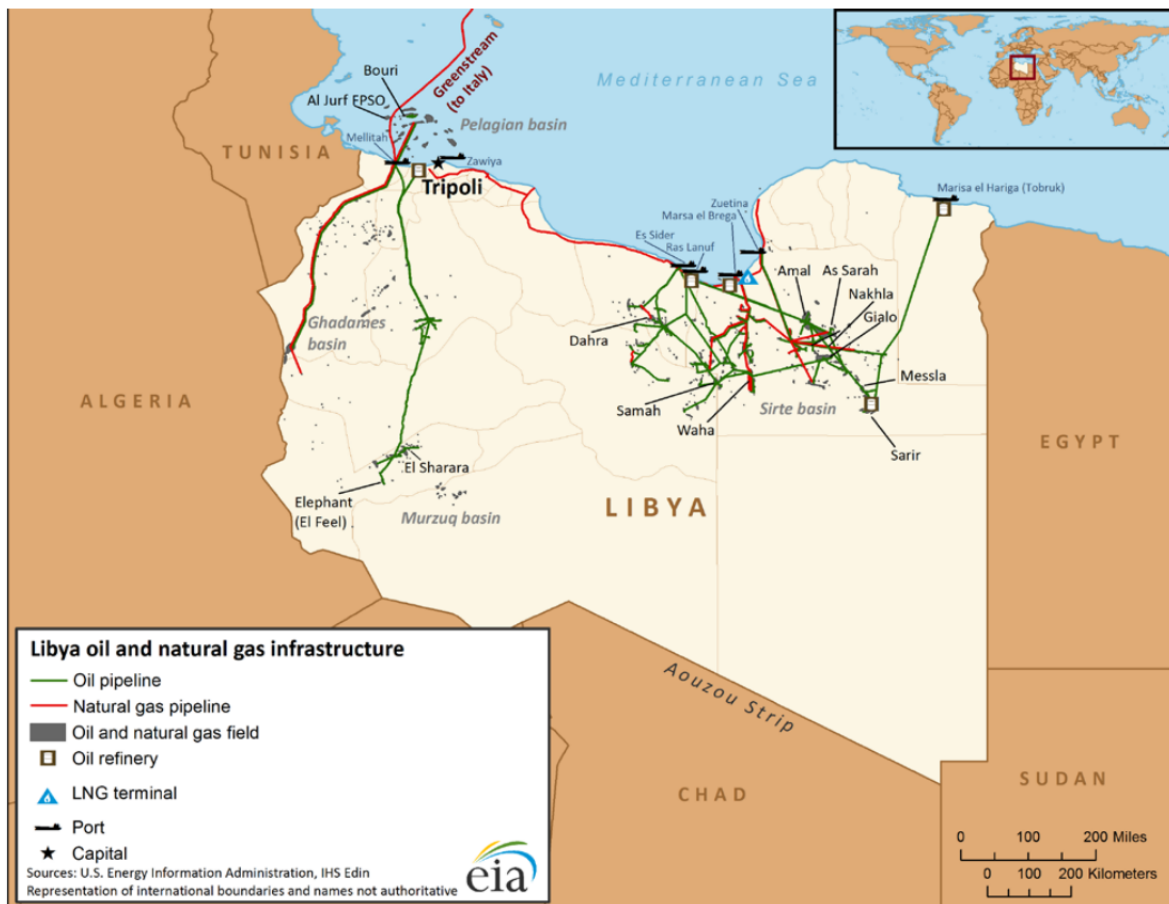 Mediterranean Sea
Bouri
Greenstream
(to Italy)
Al Jurf FPSO
Pelagian basin
Mellitah
TUNISIA
Zawiya
Tripoli
Marisa el Hariga (Tobruk)
Zuetina
Marsa el Brega
Es Sider
Ras Lanuf
Amal
As Sarah
Nakhla
Gialo
Ghadames
basin
Dahra
Messla
ALGERIA
Samah
Sirte basin
Waha
EGYPT
Sarir
El Sharara
Elephant
(El Feel)
LIBYA
Murzuq basin
Libya oil and natural gas infrastructure
Oil pipeline
Natural gas pipeline
Oil and natural gas field
Oil refinery
LNG terminal
Port
Capital
Sources: U.S. Energy Information Administration, IHS Edin
Representation of international boundaries and names not authoritative
eia
Aouzou Strip
CHAD
SUDAN
0 100 200 Miles
0 100 200 Kilometers